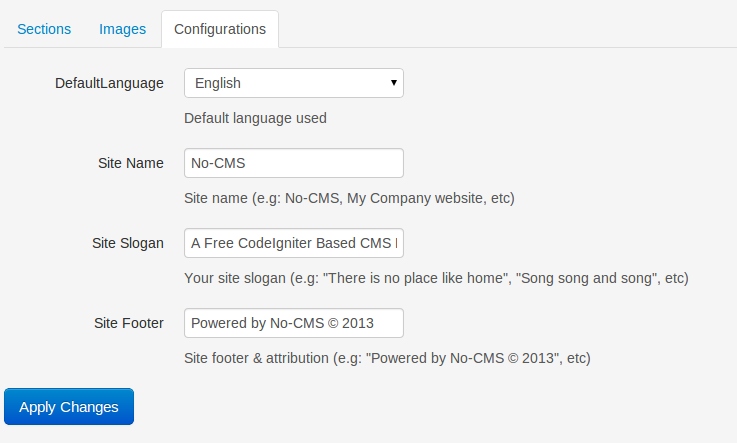 Sections Images Configurations
DefaultLanguage English
Default language used
Site Name No-CMS
Site name (e.g: No-CMS, My Company website, etc)
Site Slogan A Free CodeIgniter Based CMS
Your site slogan (e.g: "There is no place like home", "Song song and song", etc)
Site Footer Powered by No-CMS © 2013
Site footer & attribution (e.g: "Powered by No-CMS © 2013", etc)
Apply Changes